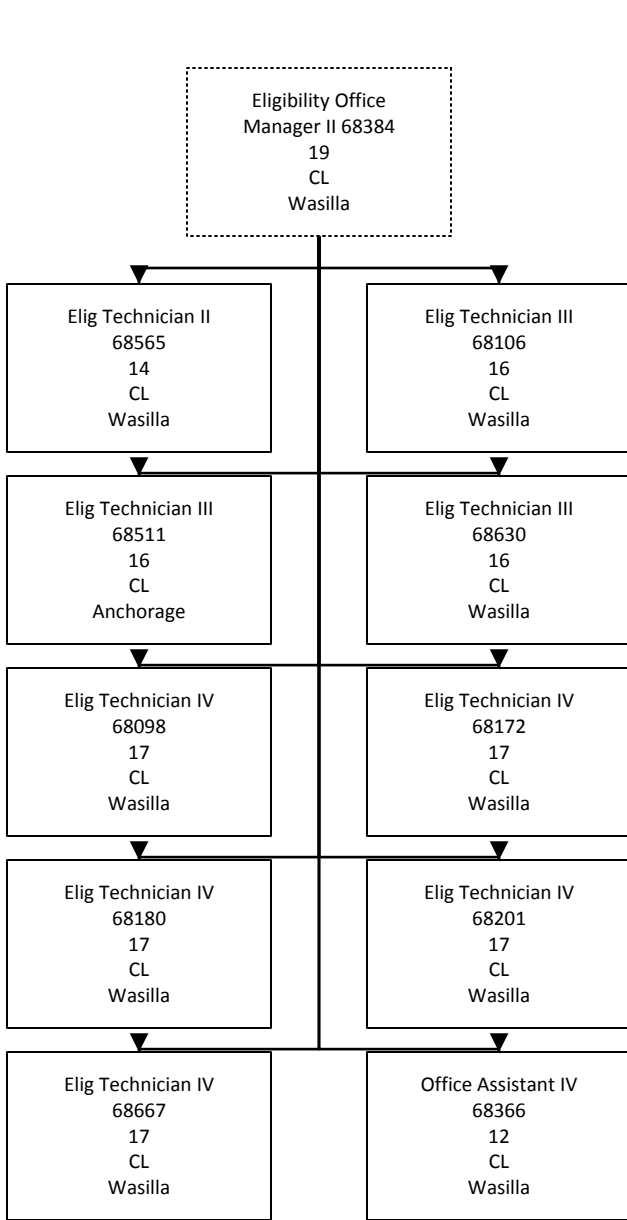 Eligibility Office
Manager II 68384
19
CL
Wasilla
Elig Technician II
68565
14
CL
Wasilla
Elig Technician III
68106
16
CL
Wasilla
Elig Technician III
68511
16
CL
Anchorage
Elig Technician III
68630
16
CL
Wasilla
Elig Technician IV
68098
17
CL
Wasilla
Elig Technician IV
68172
17
CL
Wasilla
Elig Technician IV
68180
17
CL
Wasilla
Elig Technician IV
68201
17
CL
Wasilla
Elig Technician IV
68667
17
CL
Wasilla
Office Assistant IV
68366
12
CL
Wasilla